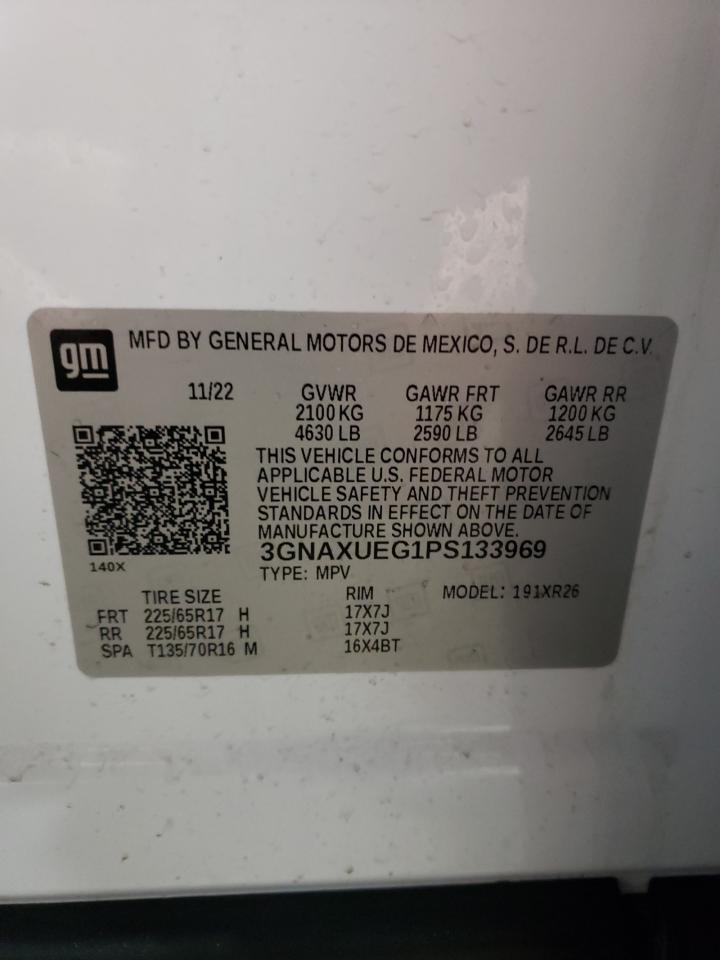 gm MFD BY GENERAL MOTORS DE MEXICO, S. DE R.L. DE C.V.
11/22 GVWR GAWR FRT GAWR RR
2100 KG 1175 KG 1200 KG
4630 LB 2590 LB 2645 LB
THIS VEHICLE CONFORMS TO ALL
APPLICABLE U.S. FEDERAL MOTOR
VEHICLE SAFETY AND THEFT PREVENTION
STANDARDS IN EFFECT ON THE DATE OF
MANUFACTURE SHOWN ABOVE.
3GNAXUEG1PS133969
140X TYPE: MPV
TIRE SIZE RIM MODEL: 191XR26
FRT 225/65R17 H 17X7J
RR 225/65R17 H 17X7J
SPA T135/70R16 M 16X4BT